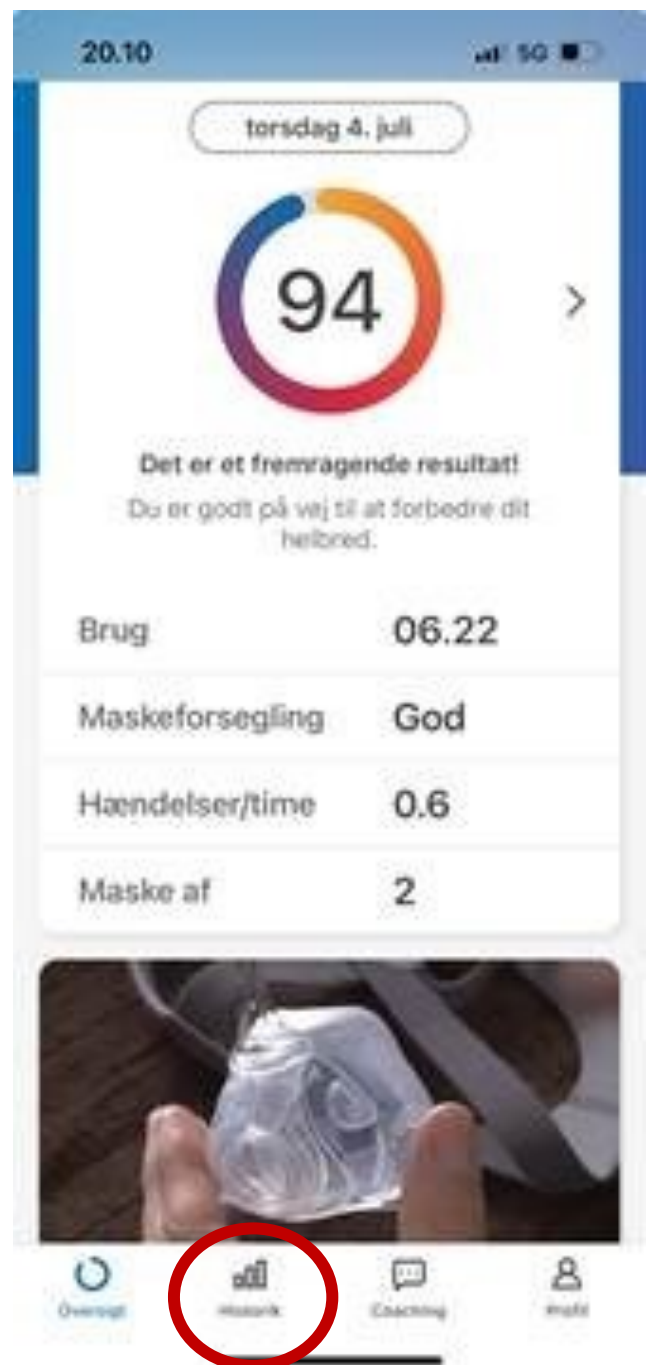 20.10
5G
torsdag 4. juli
94
Det er et fremragende resultat!
Du er godt på vej til at forbedre dit
helbred.
Brug 06.22
Maskeforsegling God
Hændelser/time 0.6
Maske af 2
Oversigt Historik Coaching Profil